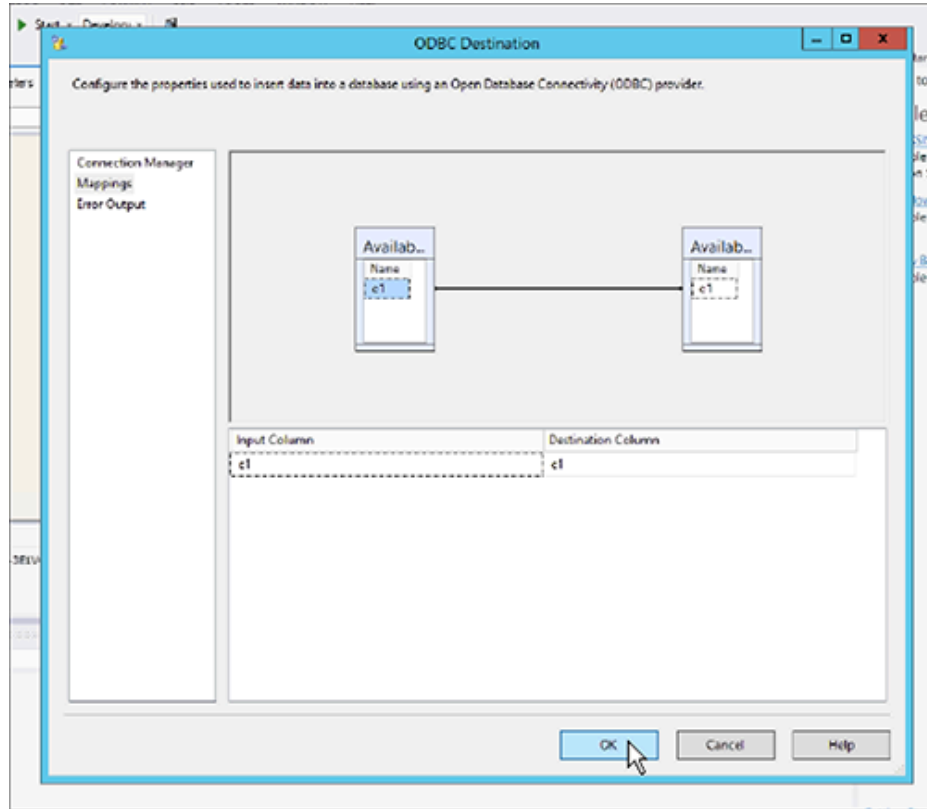 Start Develop
ODBC Destination
Configure the properties used to insert data into a database using an Open Database Connectivity (ODBC) provider.
Connection Manager
Mappings
Error Output
Availab...
Name
c1
Availab...
Name
c1
Input Column Destination Column
c1 c1
OK Cancel Help